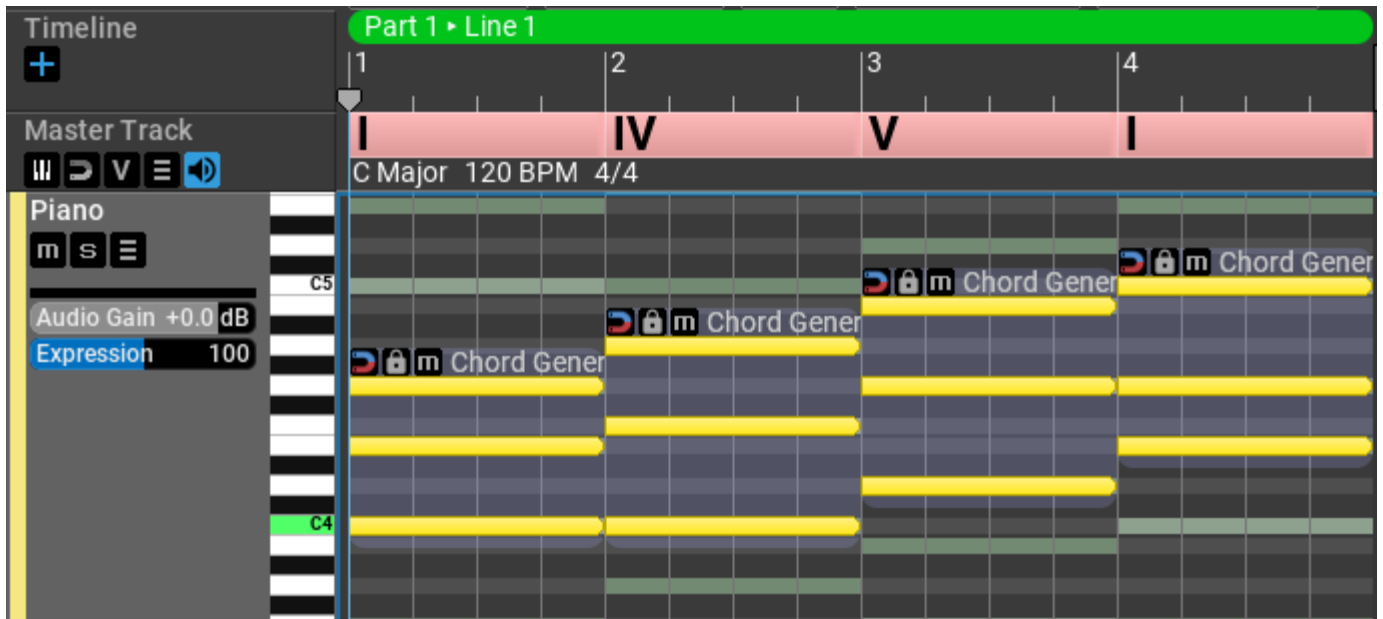 Timeline
Part 1 ▸ Line 1
1 2 3 4
Master Track
I IV V I
V
C Major 120 BPM 4/4
Piano
m s
C5
m Chord Gener
m Chord Gener
m Chord Gener
m Chord Gener
Audio Gain +0.0 dB
Expression 100
C4